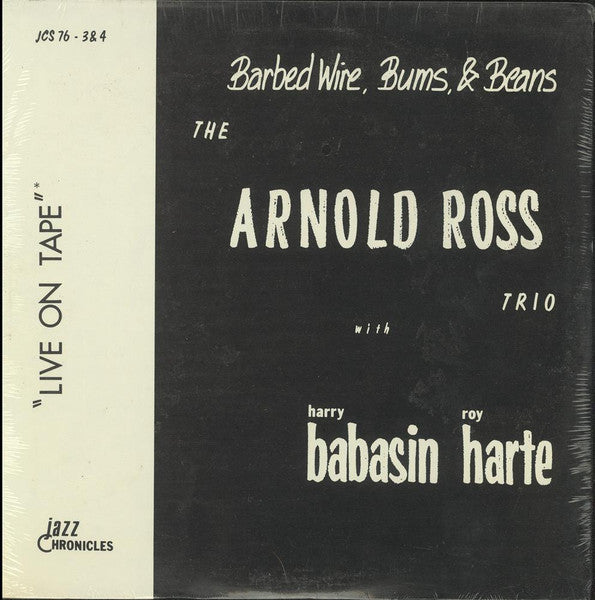 JCS 76 - 3&4
Barbed Wire, Bums, & Beans
THE
ARNOLD ROSS
TRIO
with
harry roy
babasin harte
"LIVE ON TAPE"*
jazz
CHRONICLES